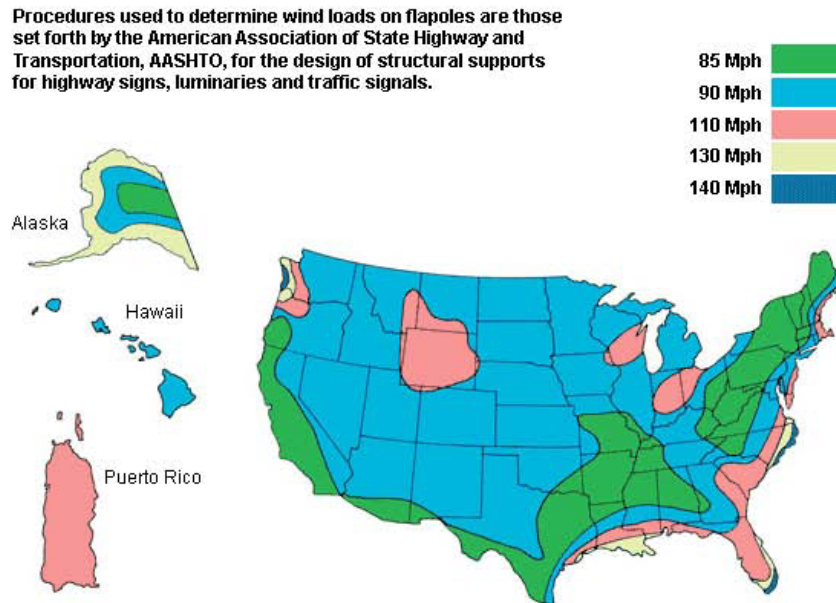 Procedures used to determine wind loads on flapoles are those
set forth by the American Association of State Highway and
Transportation, AASHTO, for the design of structural supports
for highway signs, luminaries and traffic signals.
85 Mph
90 Mph
110 Mph
130 Mph
140 Mph
Alaska
Hawaii
Puerto Rico